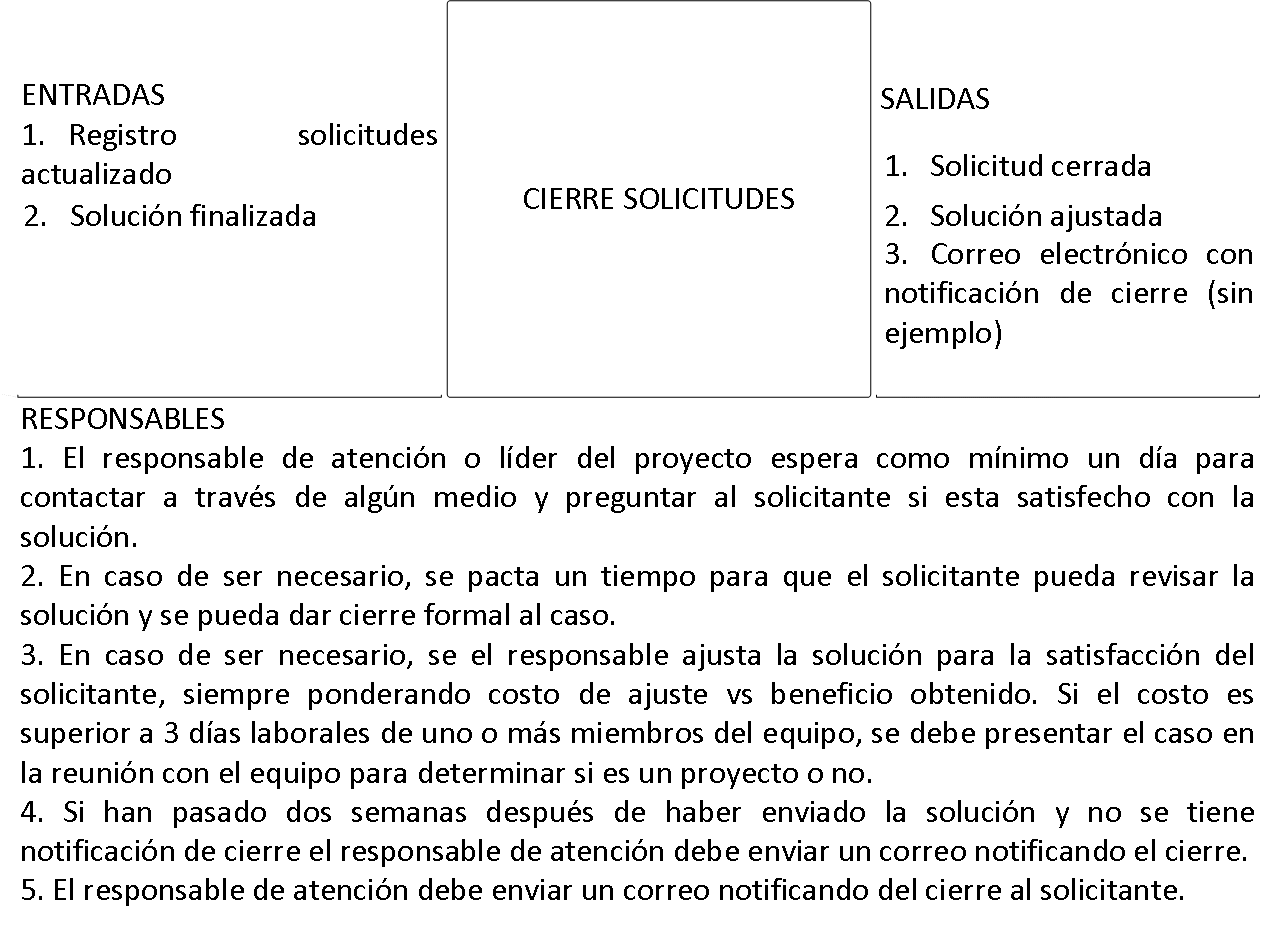 ENTRADAS
1. Registro solicitudes
actualizado
2. Solución finalizada
CIERRE SOLICITUDES
SALIDAS
1. Solicitud cerrada
2. Solución ajustada
3. Correo electrónico con
notificación de cierre (sin
ejemplo)
RESPONSABLES
1. El responsable de atención o líder del proyecto espera como mínimo un día para
contactar a través de algún medio y preguntar al solicitante si esta satisfecho con la
solución.
2. En caso de ser necesario, se pacta un tiempo para que el solicitante pueda revisar la
solución y se pueda dar cierre formal al caso.
3. En caso de ser necesario, se el responsable ajusta la solución para la satisfacción del
solicitante, siempre ponderando costo de ajuste vs beneficio obtenido. Si el costo es
superior a 3 días laborales de uno o más miembros del equipo, se debe presentar el caso en
la reunión con el equipo para determinar si es un proyecto o no.
4. Si han pasado dos semanas después de haber enviado la solución y no se tiene
notificación de cierre el responsable de atención debe enviar un correo notificando el cierre.
5. El responsable de atención debe enviar un correo notificando del cierre al solicitante.